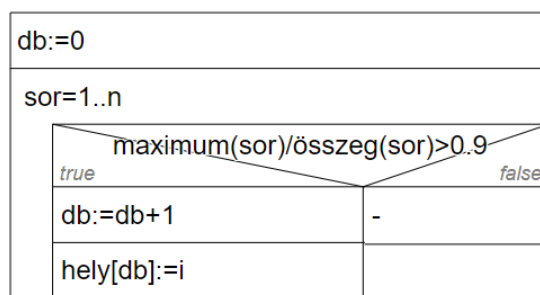 db:=0
sor=1..n
maximum(sor)/összeg(sor)>0.9
true
false
db:=db+1
-
hely[db]:=i